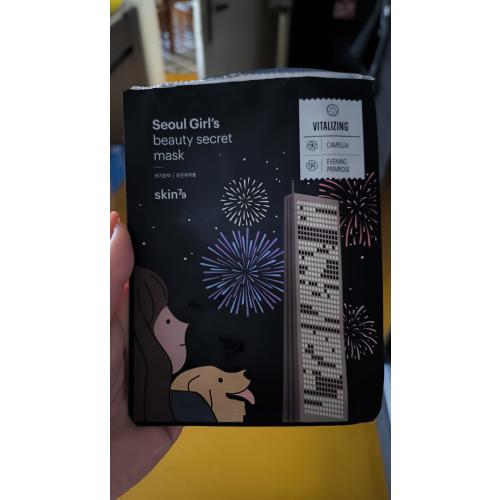 Seoul Girl's
beauty secret
mask
skin79
VITALIZING
CAMELLIA
EVENING
PRIMROSE